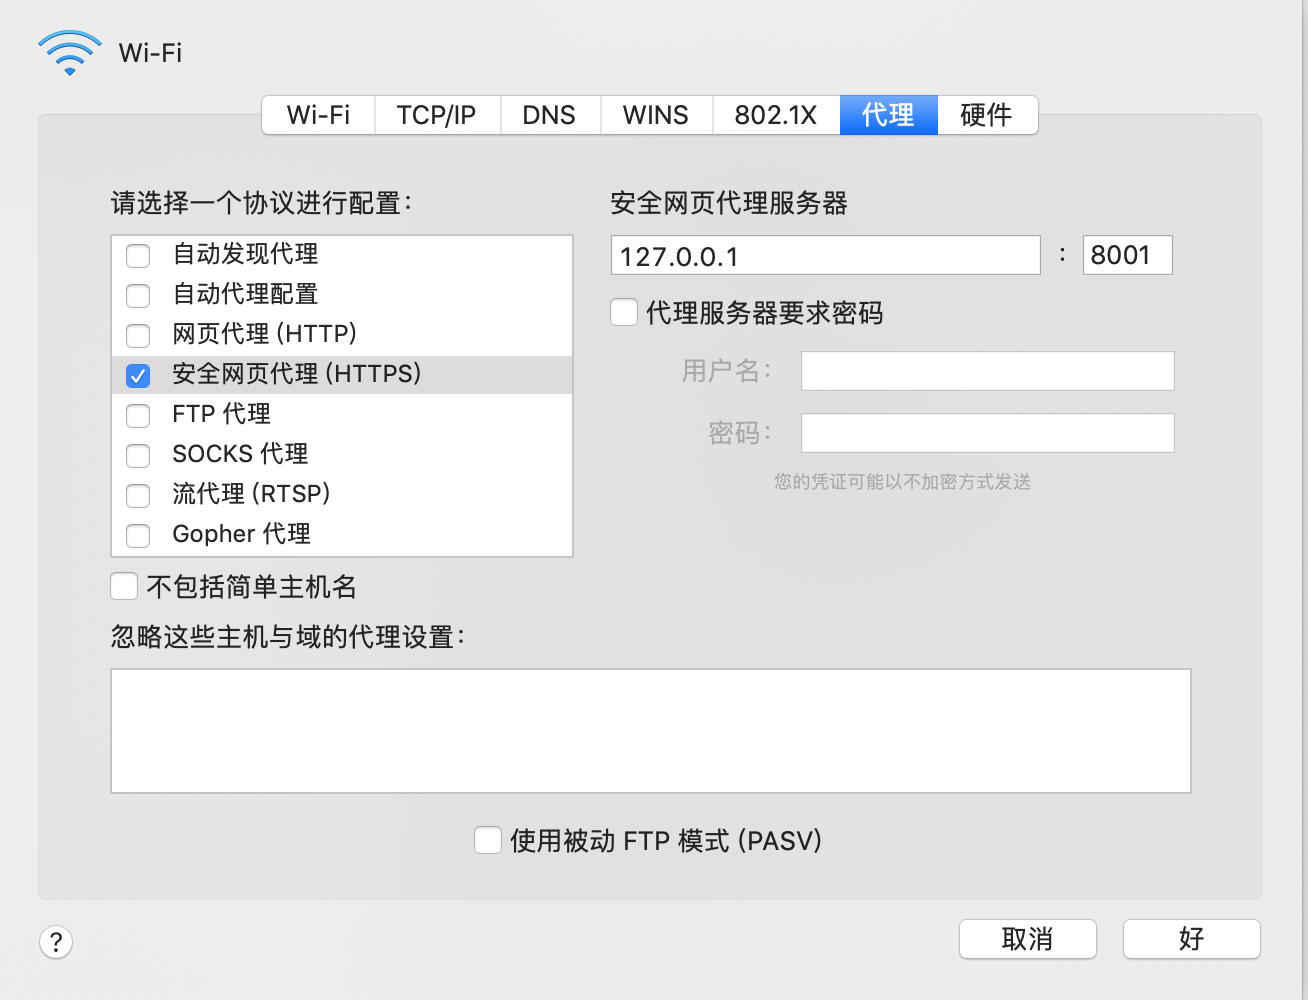 Wi-Fi
Wi-Fi TCP/IP DNS WINS 802.1X 代理 硬件
请选择一个协议进行配置：
自动发现代理
自动代理配置
网页代理 (HTTP)
安全网页代理 (HTTPS)
FTP 代理
SOCKS 代理
流代理 (RTSP)
Gopher 代理
安全网页代理服务器
127.0.0.1 : 8001
代理服务器要求密码
用户名：
密码：
您的凭证可能以不加密方式发送
不包括简单主机名
忽略这些主机与域的代理设置：
使用被动 FTP 模式 (PASV)
? 取消 好